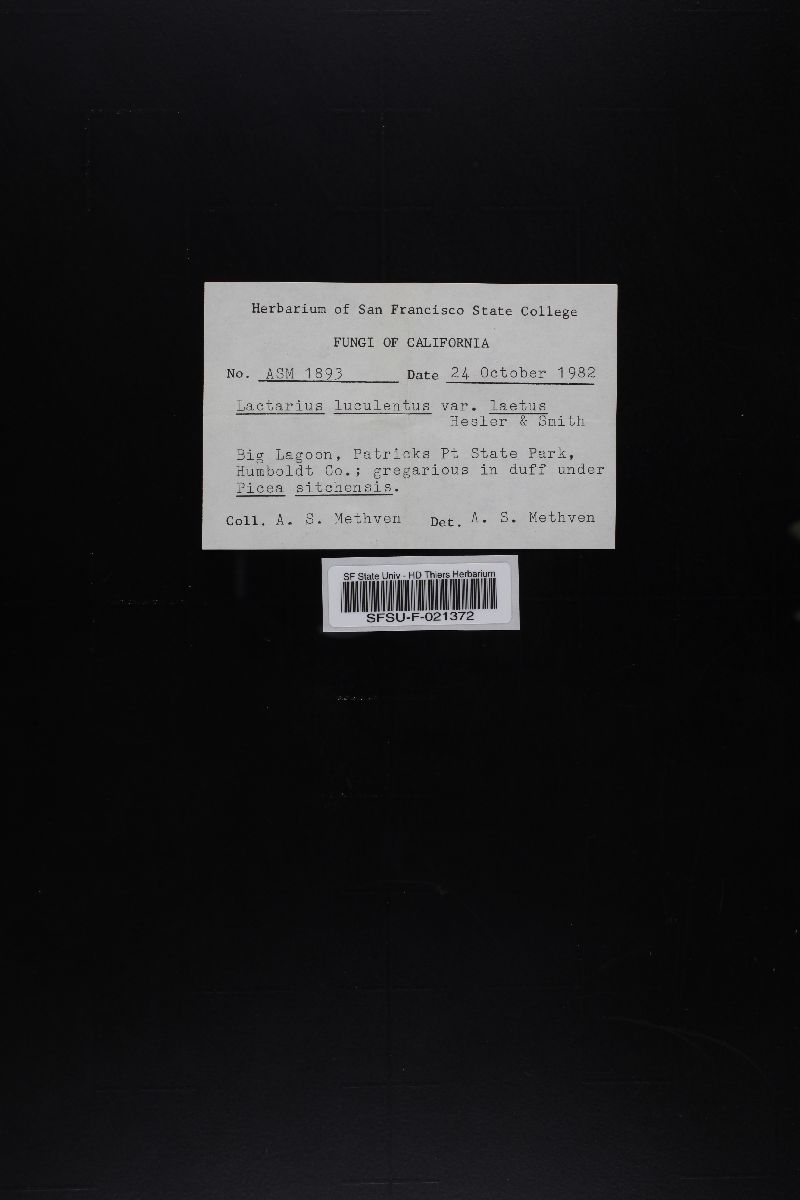 Herbarium of San Francisco State College
FUNGI OF CALIFORNIA
No. ASM 1893 Date 24 October 1982
Lactarius luculentus var. laetus
Hesler & Smith
Big Lagoon, Patricks Pt State Park,
Humboldt Co.; gregarious in duff under
Picea sitchensis.
Coll. A. S. Methven Det. A. S. Methven
SF State Univ - HD Thiers Herbarium
SFSU-F-021372